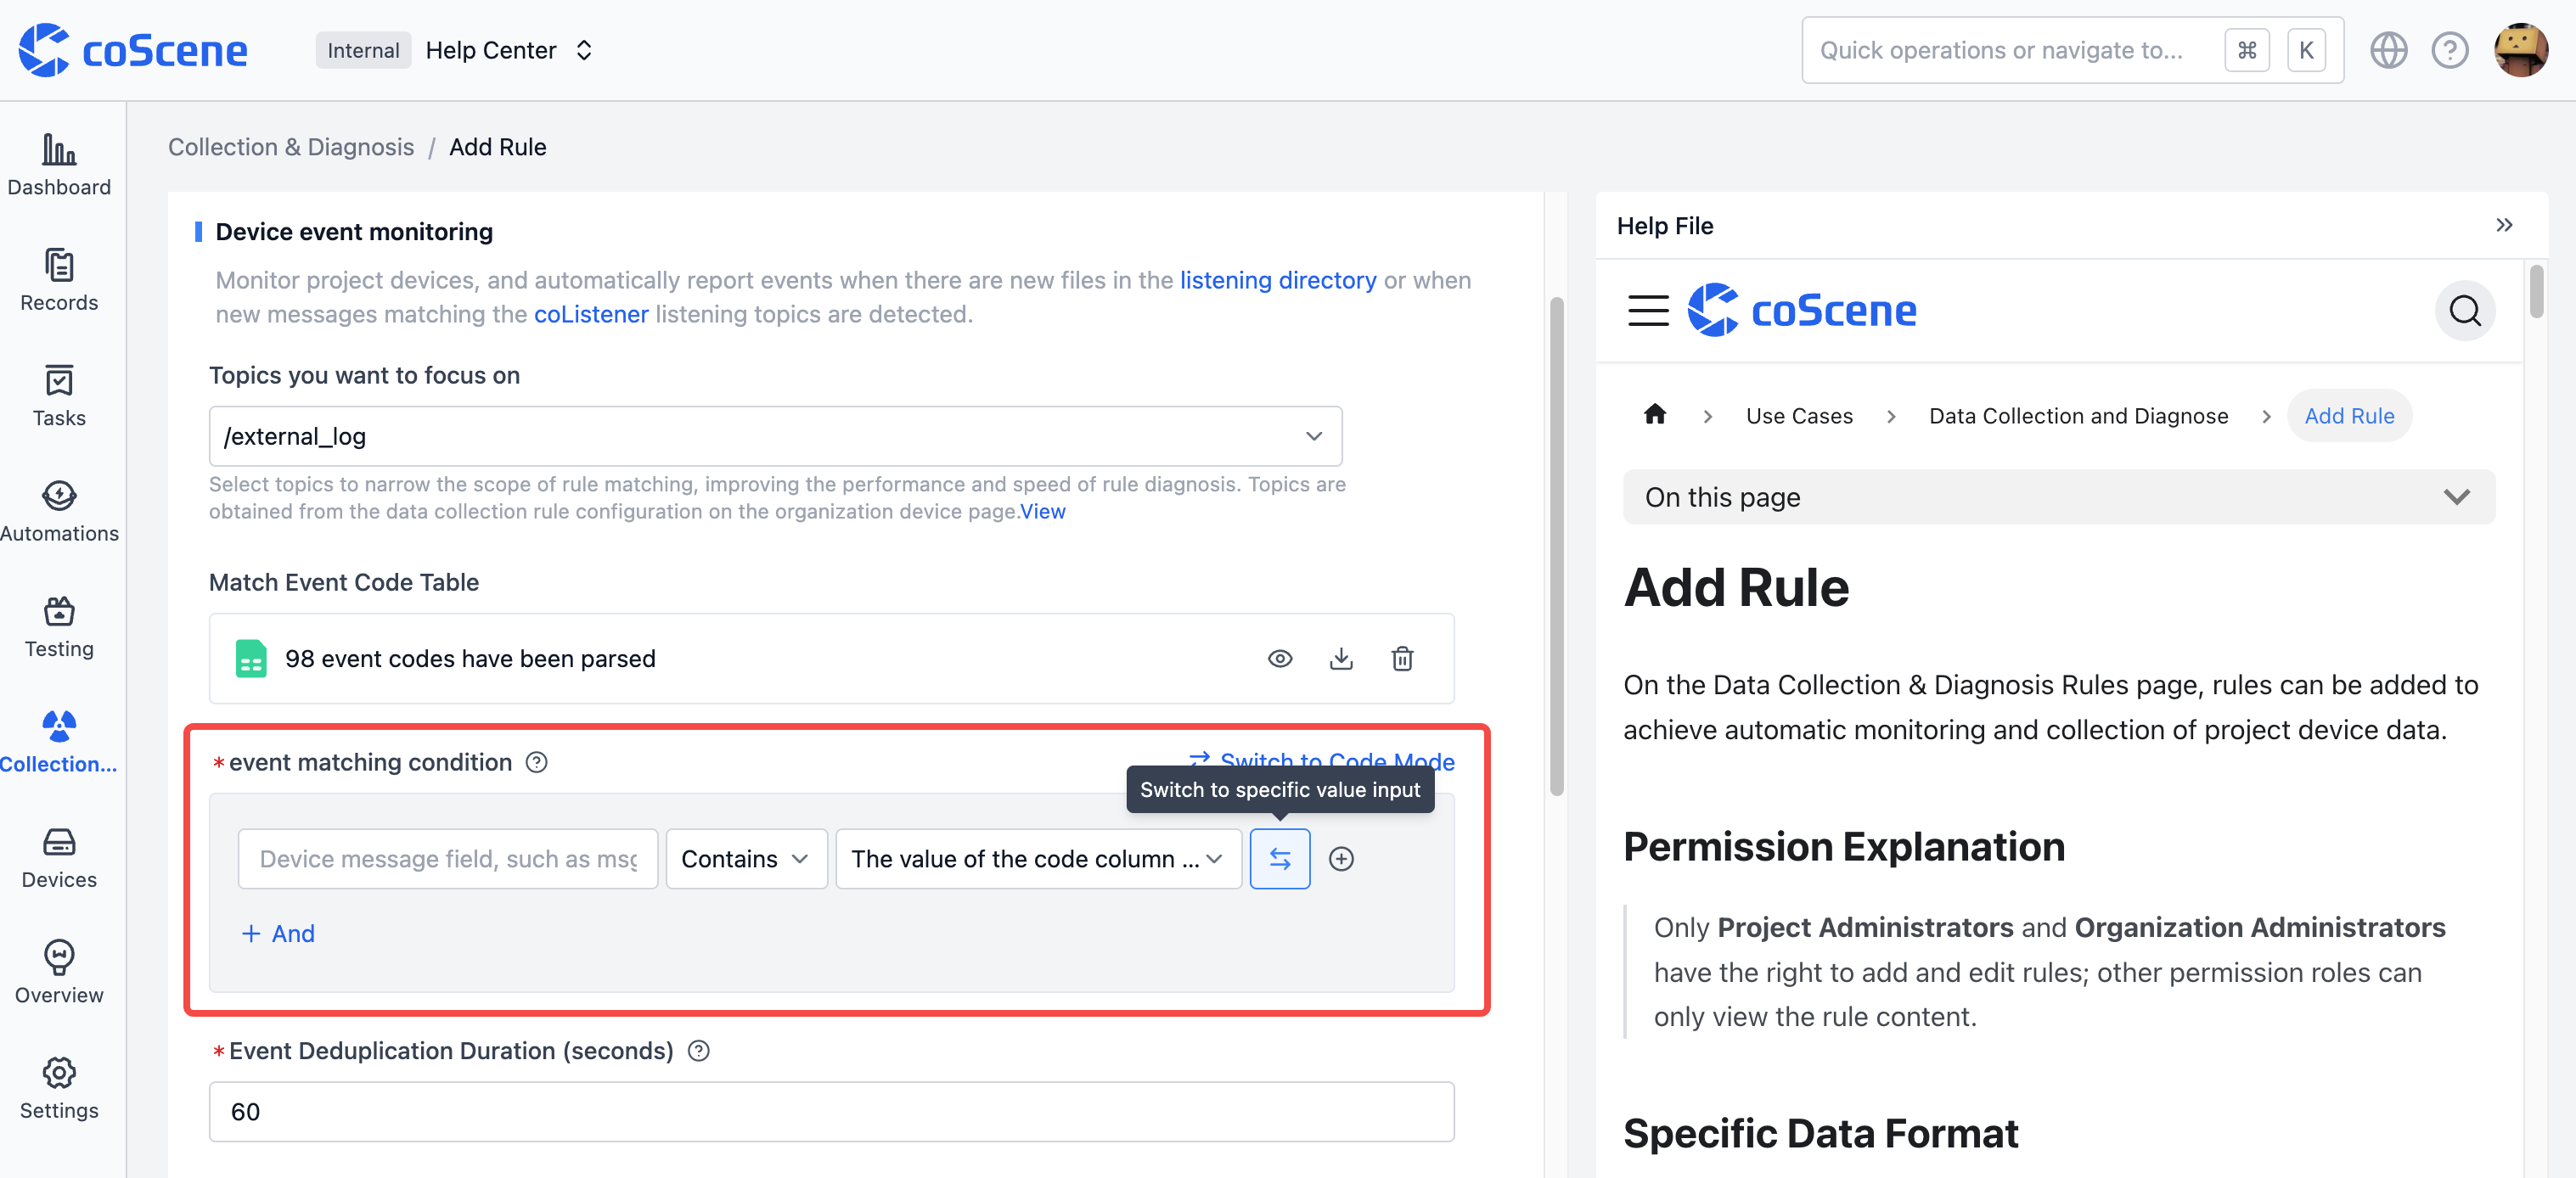 coScene
Internal Help Center
Quick operations or navigate to... ⌘ K
Dashboard
Records
Tasks
Automations
Testing
Collection...
Devices
Overview
Settings
Collection & Diagnosis / Add Rule
Device event monitoring
Monitor project devices, and automatically report events when there are new files in the listening directory or when
new messages matching the coListener listening topics are detected.
Topics you want to focus on
/external_log
Select topics to narrow the scope of rule matching, improving the performance and speed of rule diagnosis. Topics are
obtained from the data collection rule configuration on the organization device page.View
Match Event Code Table
98 event codes have been parsed
*event matching condition
Switch to Code Mode
Switch to specific value input
Device message field, such as msg
Contains
The value of the code column ...
+ And
*Event Deduplication Duration (seconds)
60
Help File
coScene
Use Cases > Data Collection and Diagnose > Add Rule
On this page
Add Rule
On the Data Collection & Diagnosis Rules page, rules can be added to
achieve automatic monitoring and collection of project device data.
Permission Explanation
Only Project Administrators and Organization Administrators
have the right to add and edit rules; other permission roles can
only view the rule content.
Specific Data Format